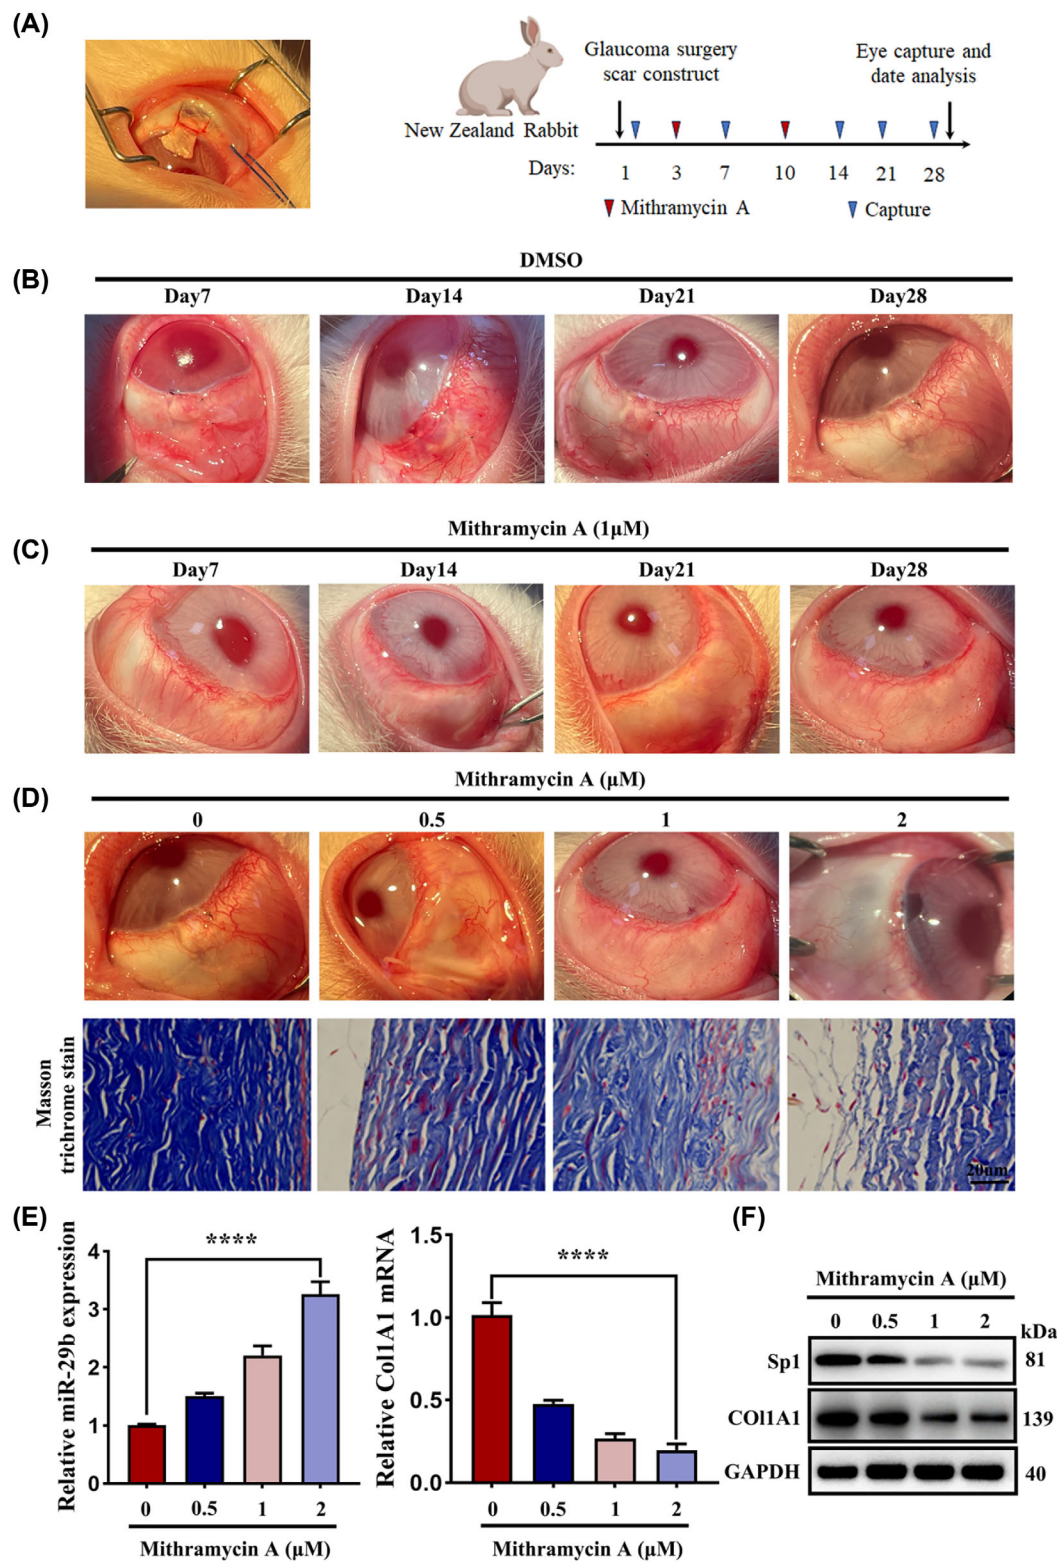 (A)
Glaucoma surgery
scar construct
Eye capture and
date analysis
New Zealand Rabbit
Days:
1 3 7 10 14 21 28
Mithramycin A
Capture
(B)
DMSO
Day7 Day14 Day21 Day28
(C)
Mithramycin A (1μM)
Day7 Day14 Day21 Day28
(D)
Mithramycin A (μM)
0 0.5 1 2
Masson
trichrome stain
20um
(E)
Relative miR-29b expression
4
3
2
1
0
****
0 0.5 1 2
Mithramycin A (μM)
Relative Col1A1 mRNA
1.5
1.0
0.5
0.0
****
0 0.5 1 2
Mithramycin A (μM)
(F)
Mithramycin A (μM)
0 0.5 1 2
kDa
Sp1 81
COl1A1 139
GAPDH 40